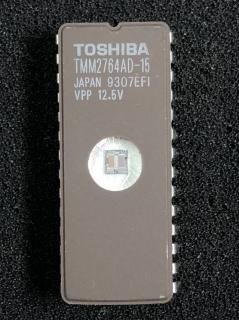 TOSHIBA
TMM2764AD-15
JAPAN 9307EFI
VPP 12.5V